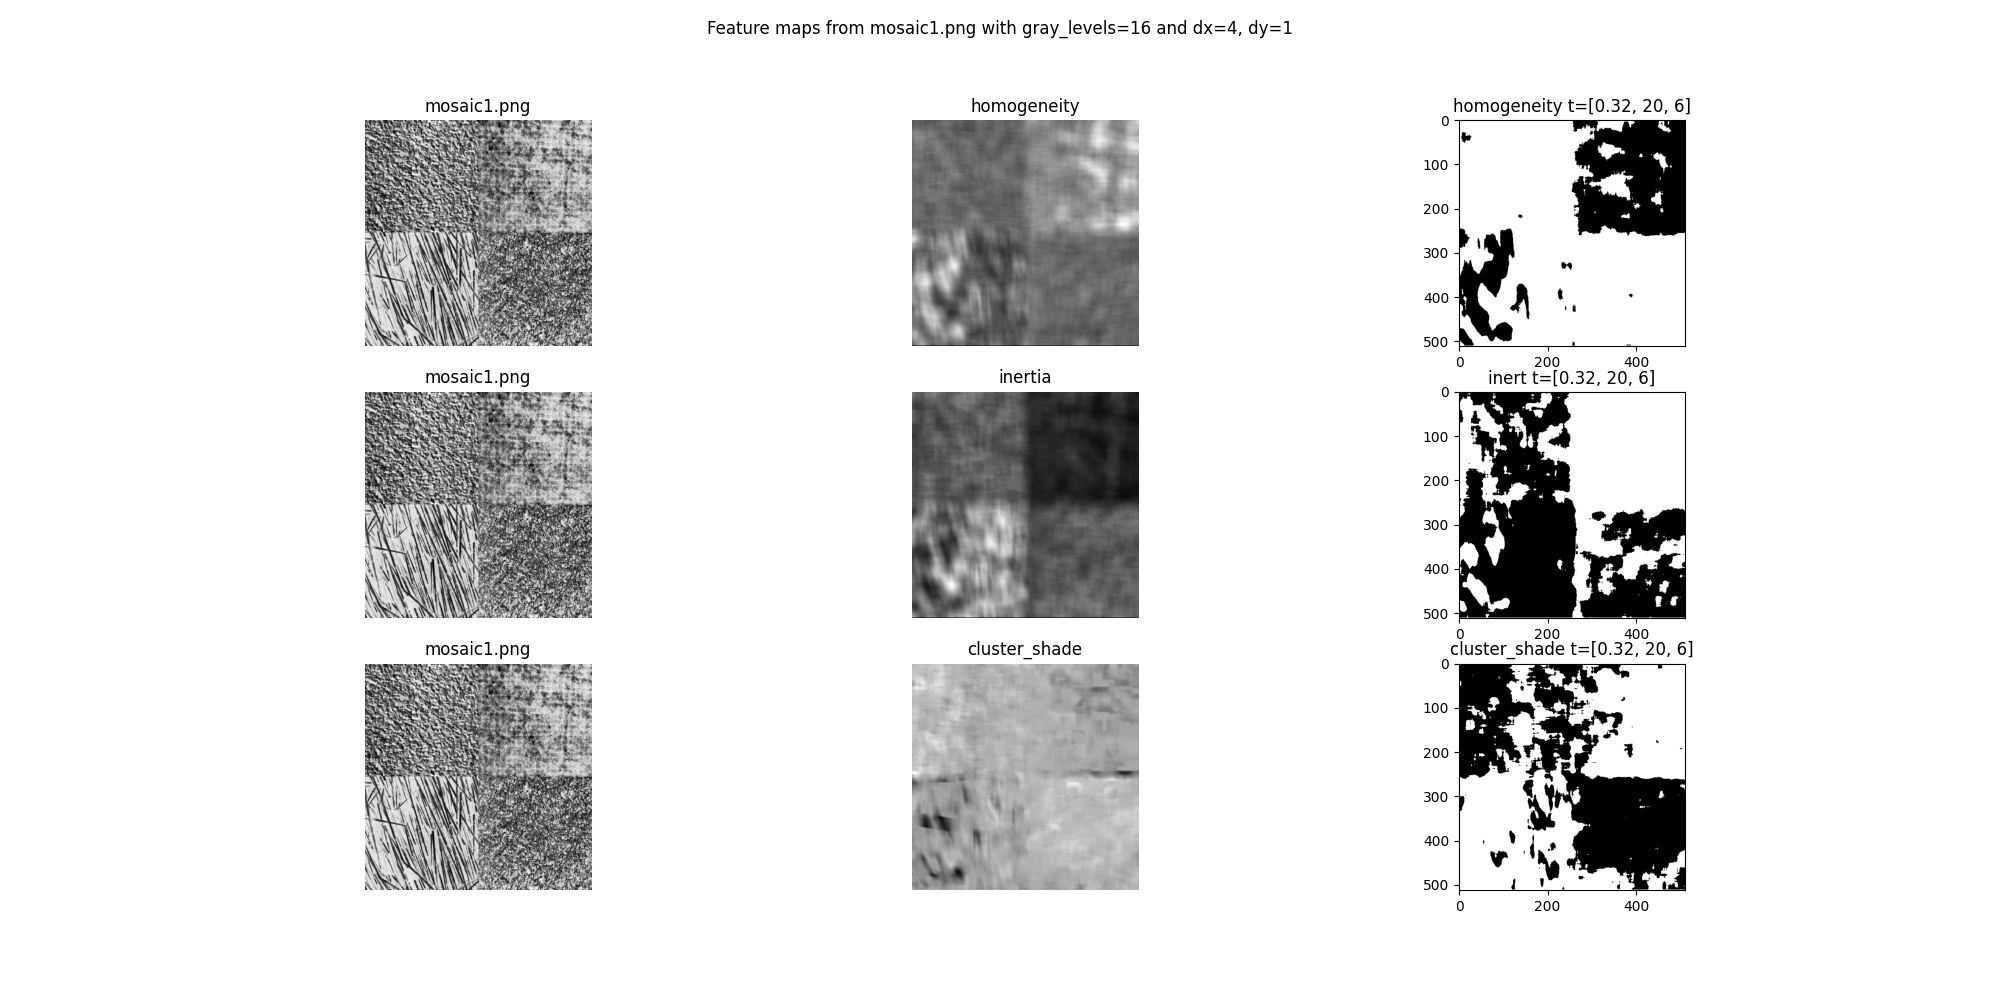 Feature maps from mosaic1.png with gray_levels=16 and dx=4, dy=1
mosaic1.png
homogeneity
homogeneity t=[0.32, 20, 6]
0
100
200
300
400
500
0
200
400
mosaic1.png
inertia
inert t=[0.32, 20, 6]
0
100
200
300
400
500
0
200
400
mosaic1.png
cluster_shade
cluster_shade t=[0.32, 20, 6]
0
100
200
300
400
500
0
200
400